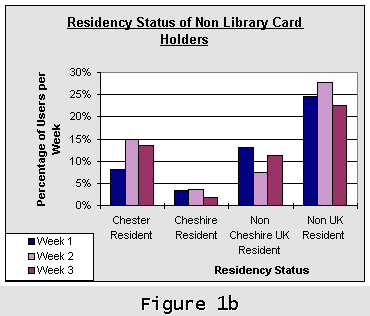 Residency Status of Non Library Card
Holders
Percentage of Users per
Week
30%
25%
20%
15%
10%
5%
0%
Chester
Resident
Cheshire
Resident
Non
Cheshire UK
Resident
Non UK
Resident
Residency Status
Week 1
Week 2
Week 3
Figure 1b